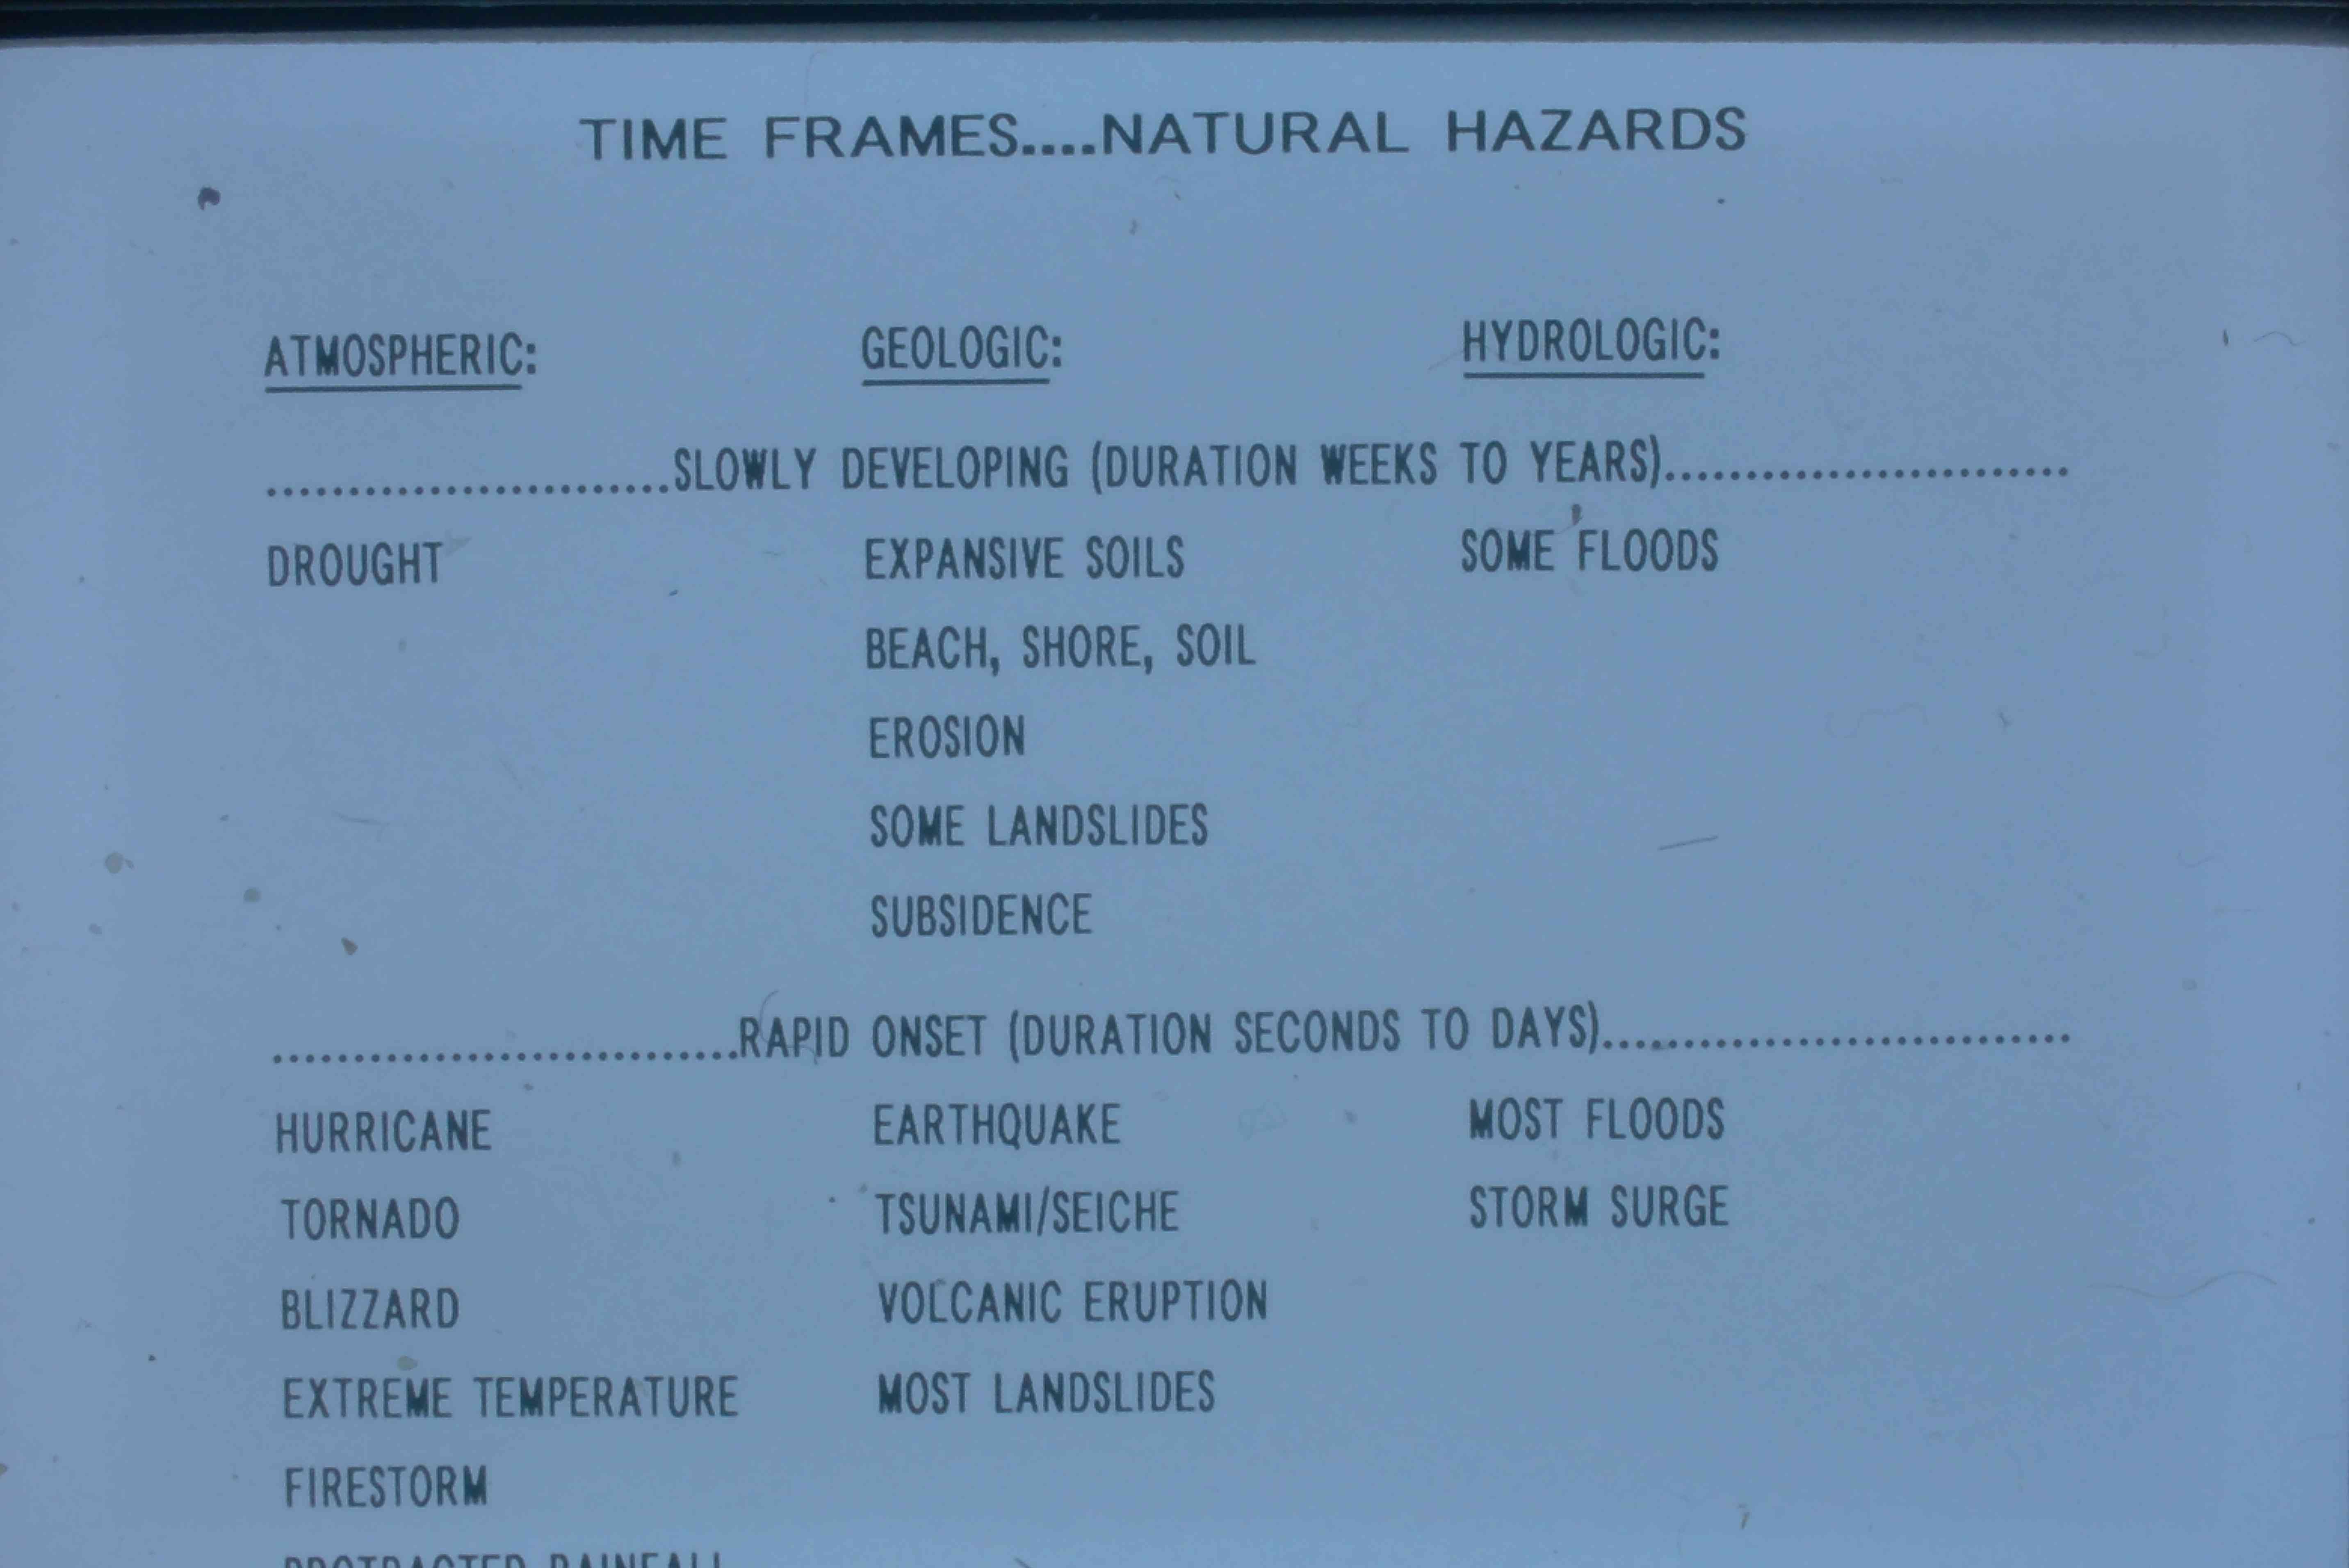 TIME FRAMES....NATURAL HAZARDS
ATMOSPHERIC: GEOLOGIC: HYDROLOGIC:
.........................SLOWLY DEVELOPING (DURATION WEEKS TO YEARS).........................
DROUGHT EXPANSIVE SOILS SOME FLOODS
BEACH, SHORE, SOIL
EROSION
SOME LANDSLIDES
SUBSIDENCE
.............................RAPID ONSET (DURATION SECONDS TO DAYS).............................
HURRICANE EARTHQUAKE MOST FLOODS
TORNADO TSUNAMI/SEICHE STORM SURGE
BLIZZARD VOLCANIC ERUPTION
EXTREME TEMPERATURE MOST LANDSLIDES
FIRESTORM
PROTRACTED RAINFALL